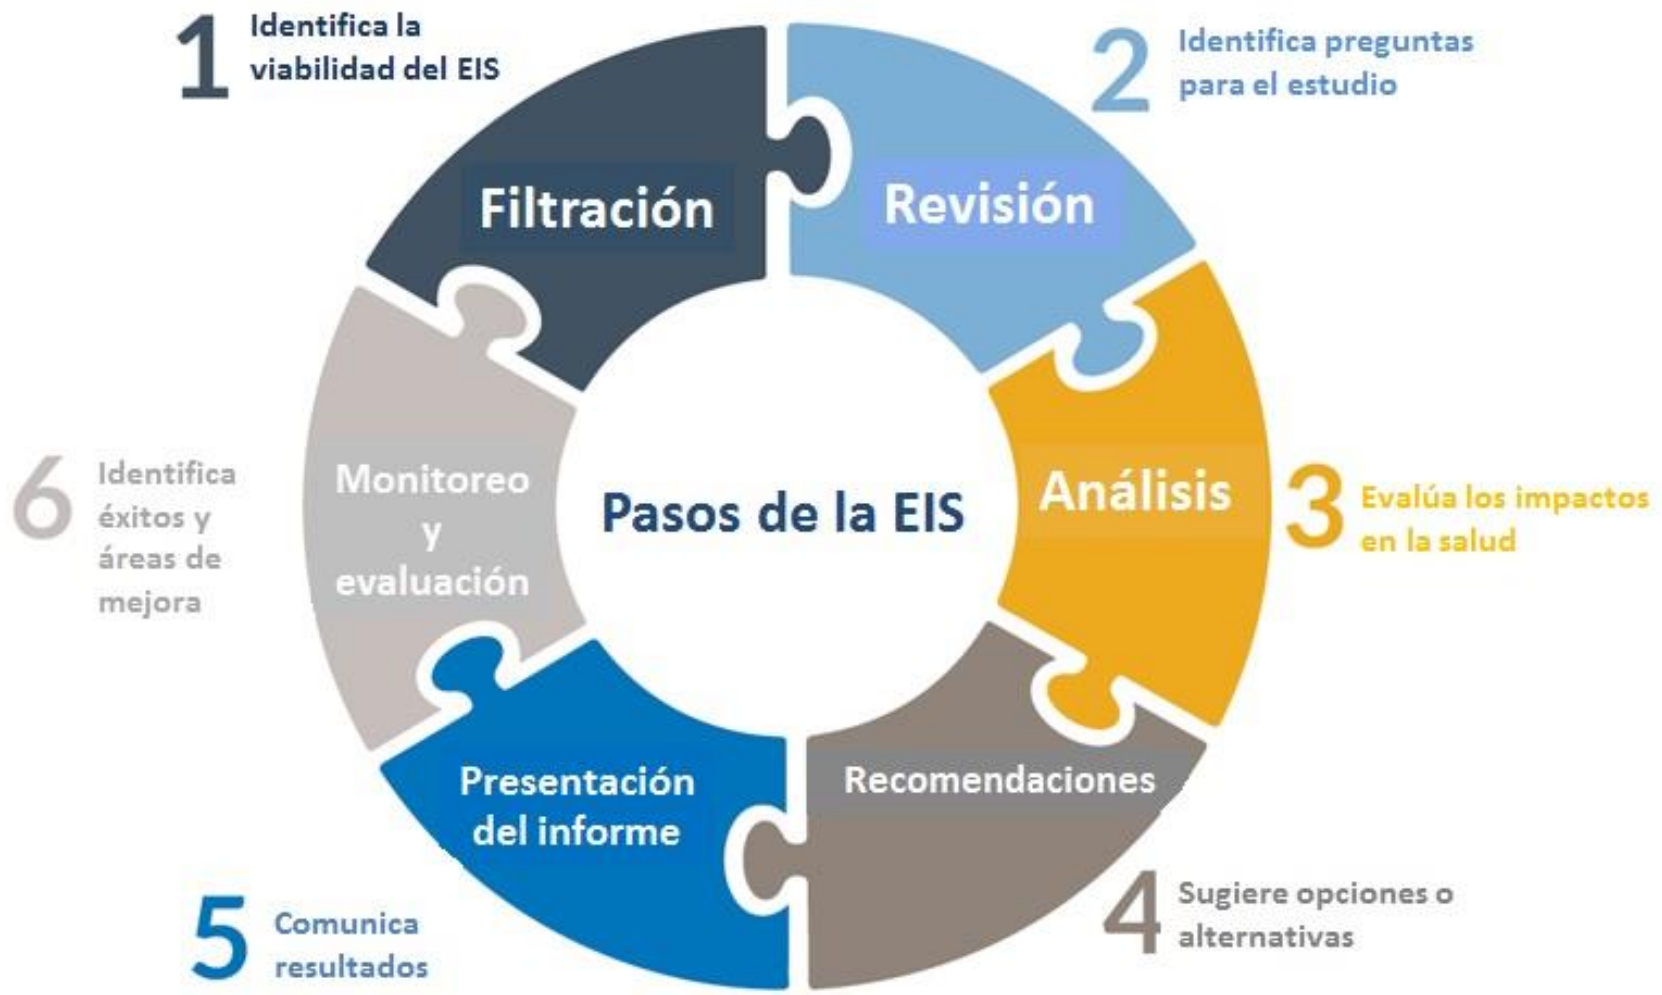 1
Identifica la
viabilidad del EIS
2
Identifica preguntas
para el estudio
Filtración
Revisión
6
Identifica
éxitos y
áreas de
mejora
Monitoreo
y
evaluación
Pasos de la EIS
Análisis
3
Evalúa los impactos
en la salud
Presentación
del informe
Recomendaciones
5
Comunica
resultados
4
Sugiere opciones o
alternativas